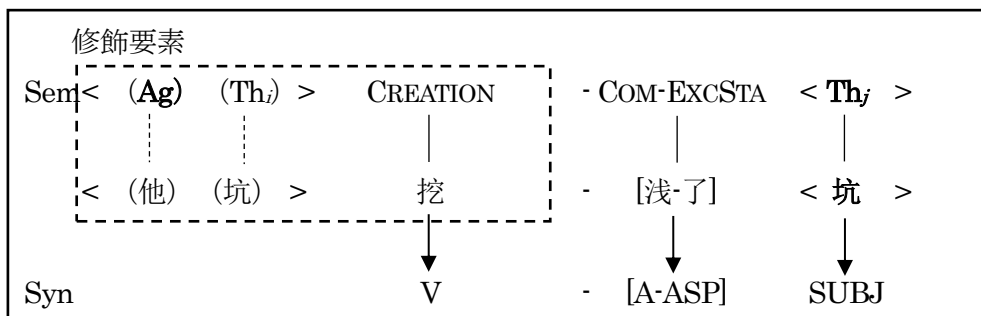 修飾要素
Sem < (Ag) (Thi) > CREATION - COM-EXCSTA < Thj >
< (他) (坑) > 挖 - [浅-了] < 坑 >
Syn V - [A-ASP] SUBJ